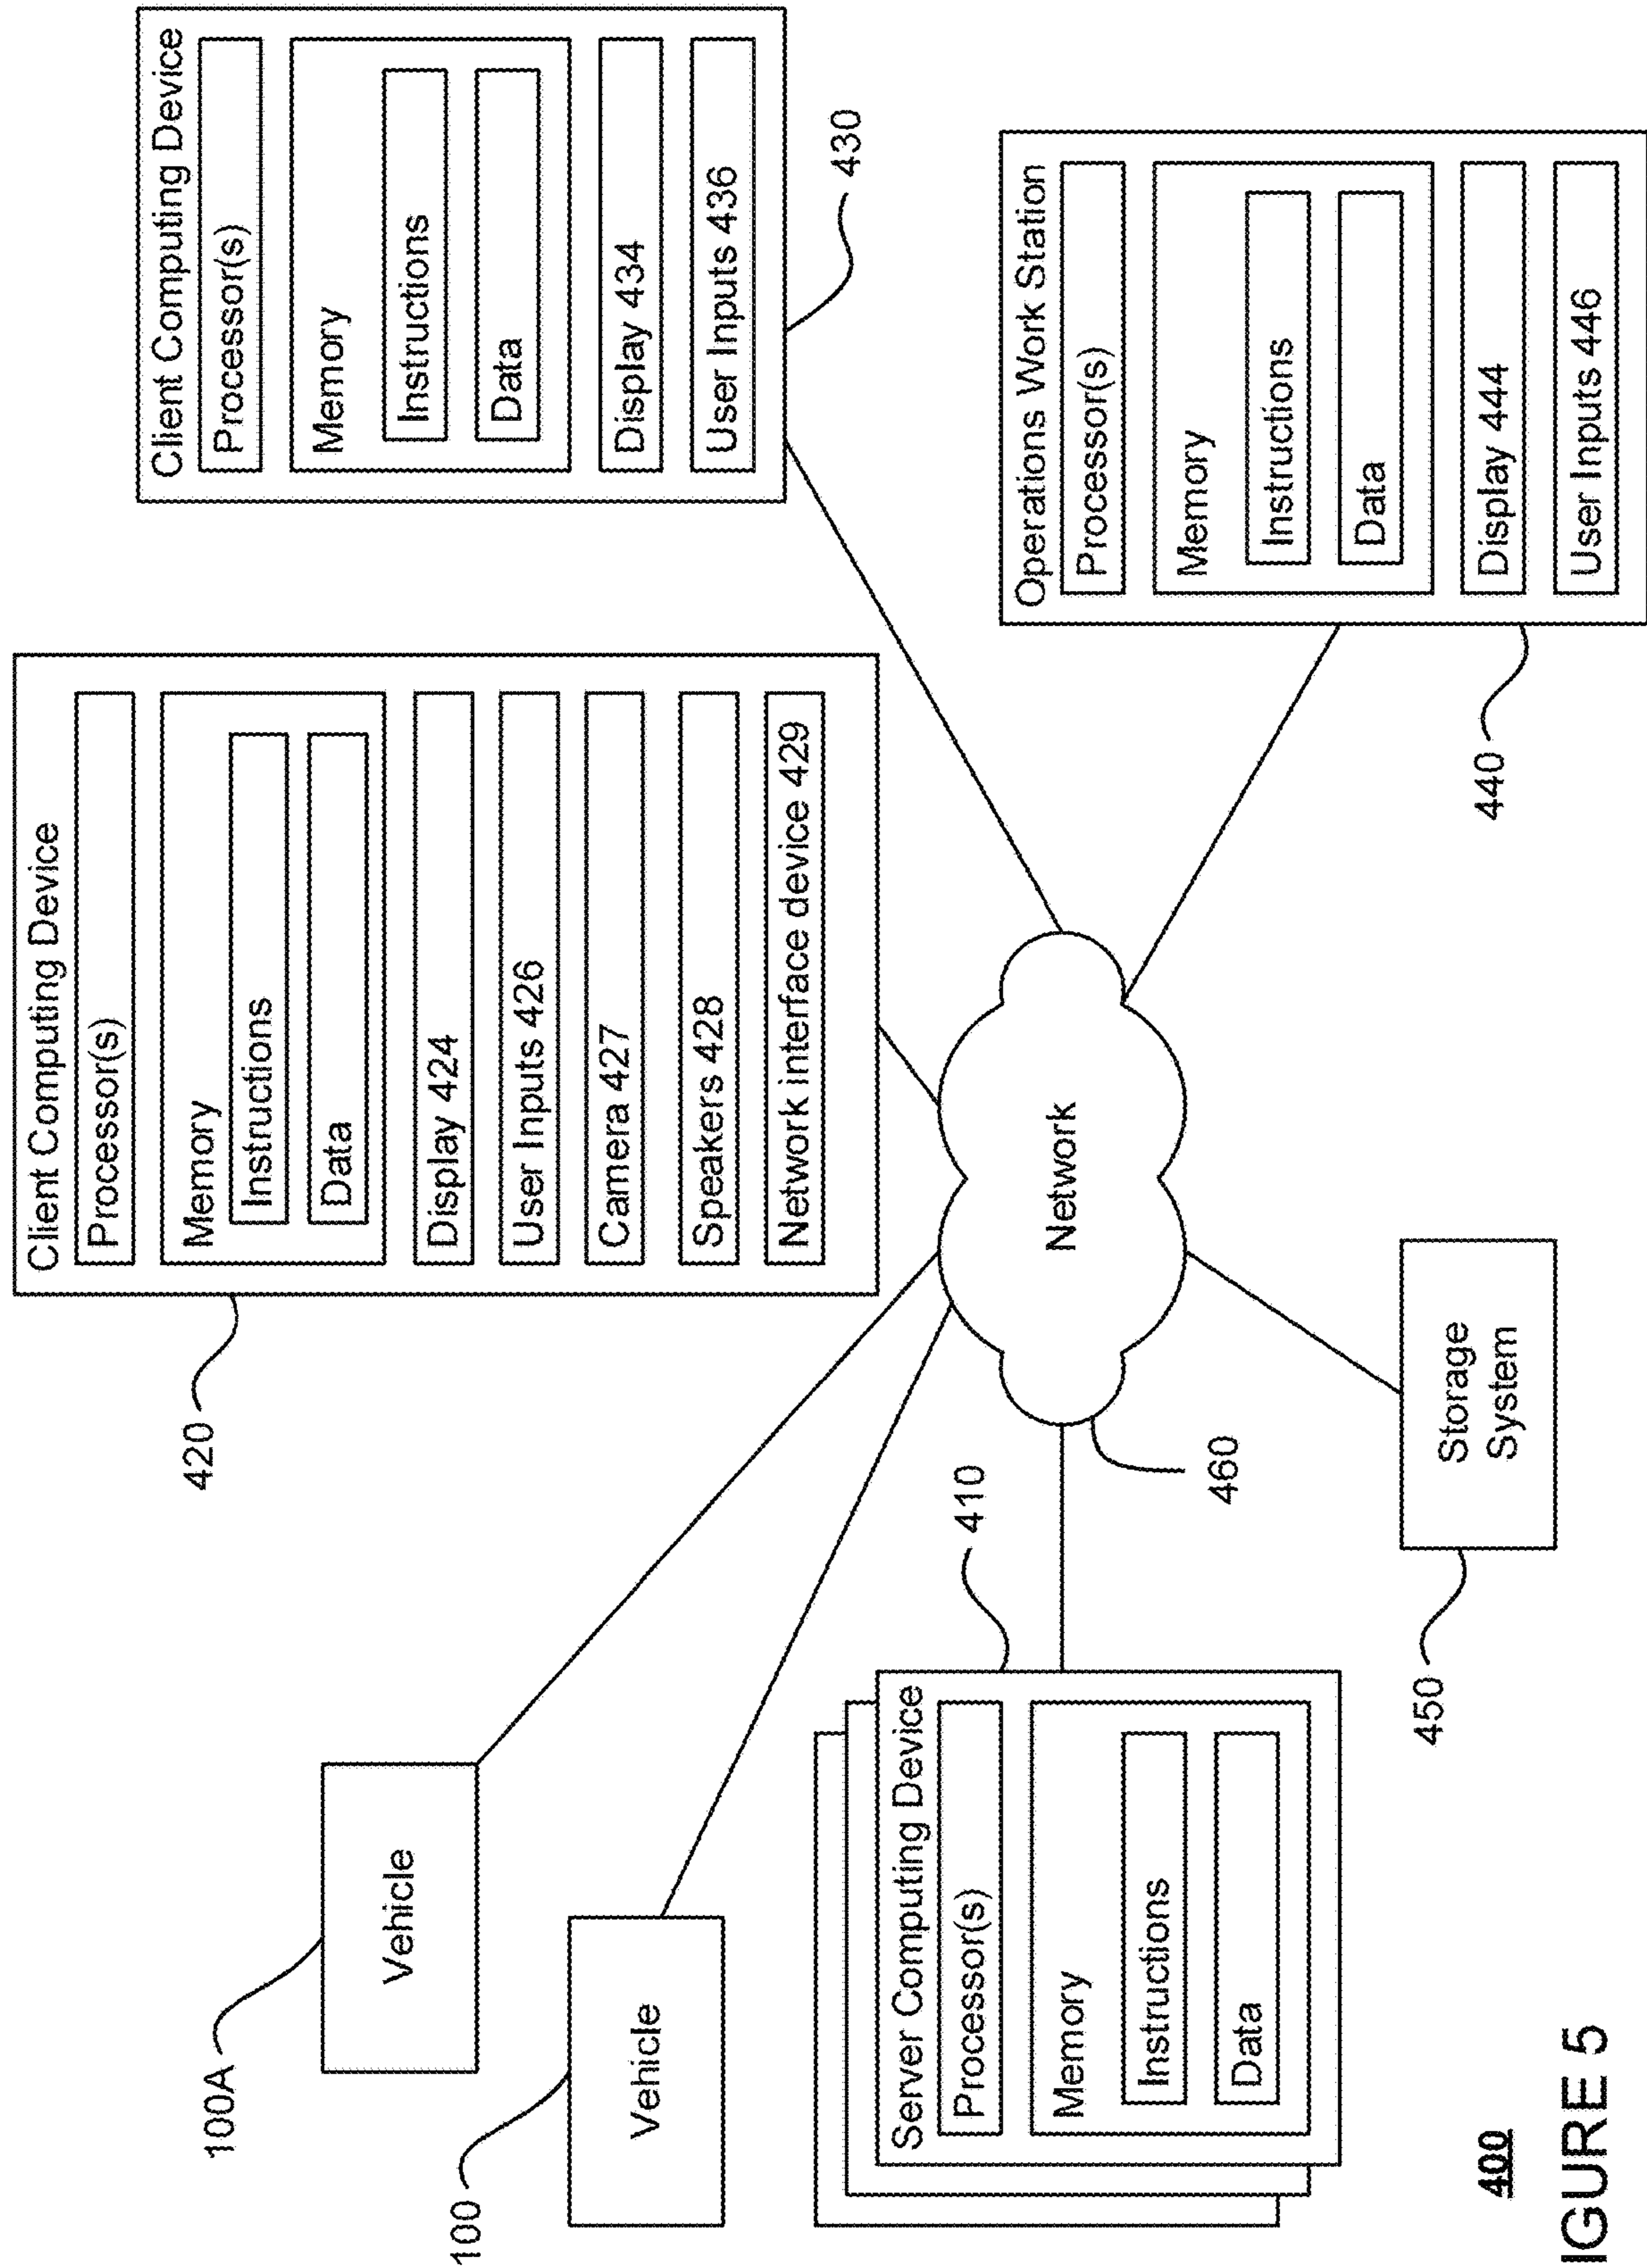 100A
Vehicle
100
Vehicle
420
Client Computing Device
Processor(s)
Memory
Instructions
Data
Display 424
User Inputs 426
Camera 427
Speakers 428
Network interface device 429
Client Computing Device
Processor(s)
Memory
Instructions
Data
Display 434
User Inputs 436
430
Server Computing Device
Processor(s)
Memory
Instructions
Data
410
Network
460
Storage
System
450
Operations Work Station
Processor(s)
Memory
Instructions
Data
Display 444
User Inputs 446
440
400
IGURE 5